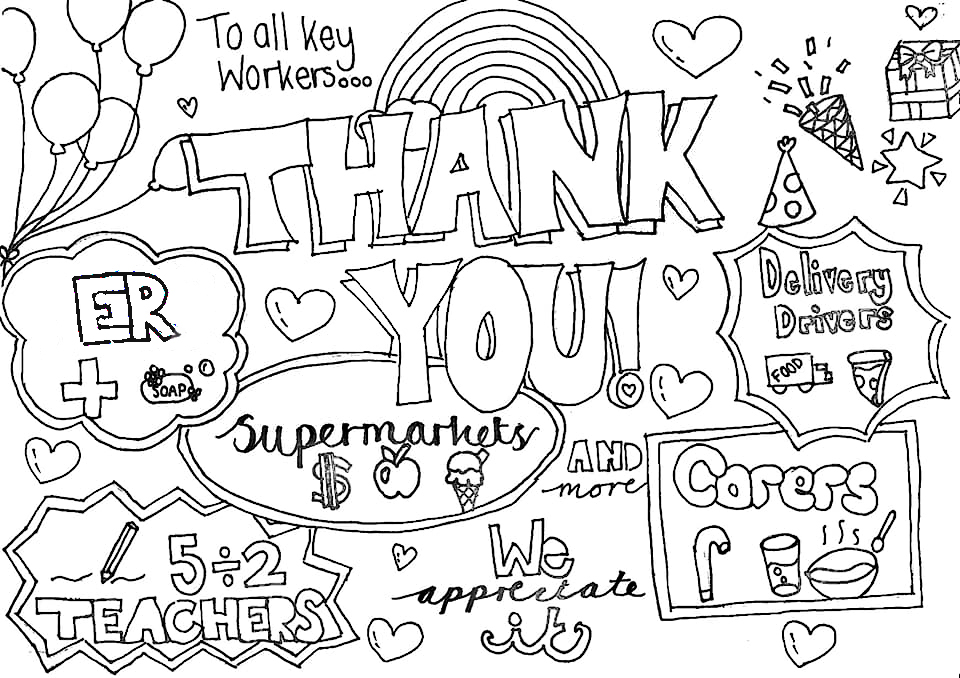 To all key
workers...
THANK
YOU!
ER
SOAP
Delivery
Drivers
FOOD
Supermarkets
$
AND
more
Carers
5÷2
TEACHERS
We
appreciate
it